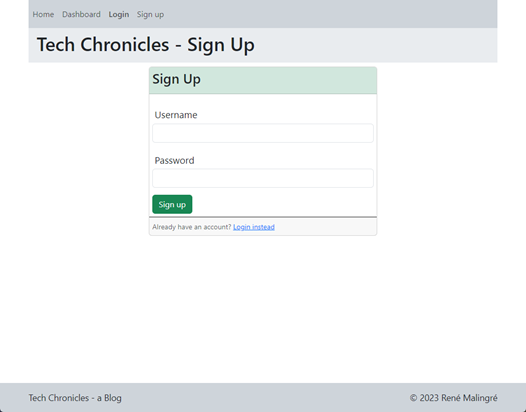 Home Dashboard Login Sign up
Tech Chronicles - Sign Up
Sign Up
Username
Password
Sign up
Already have an account? Login instead
Tech Chronicles - a Blog © 2023 René Malingré